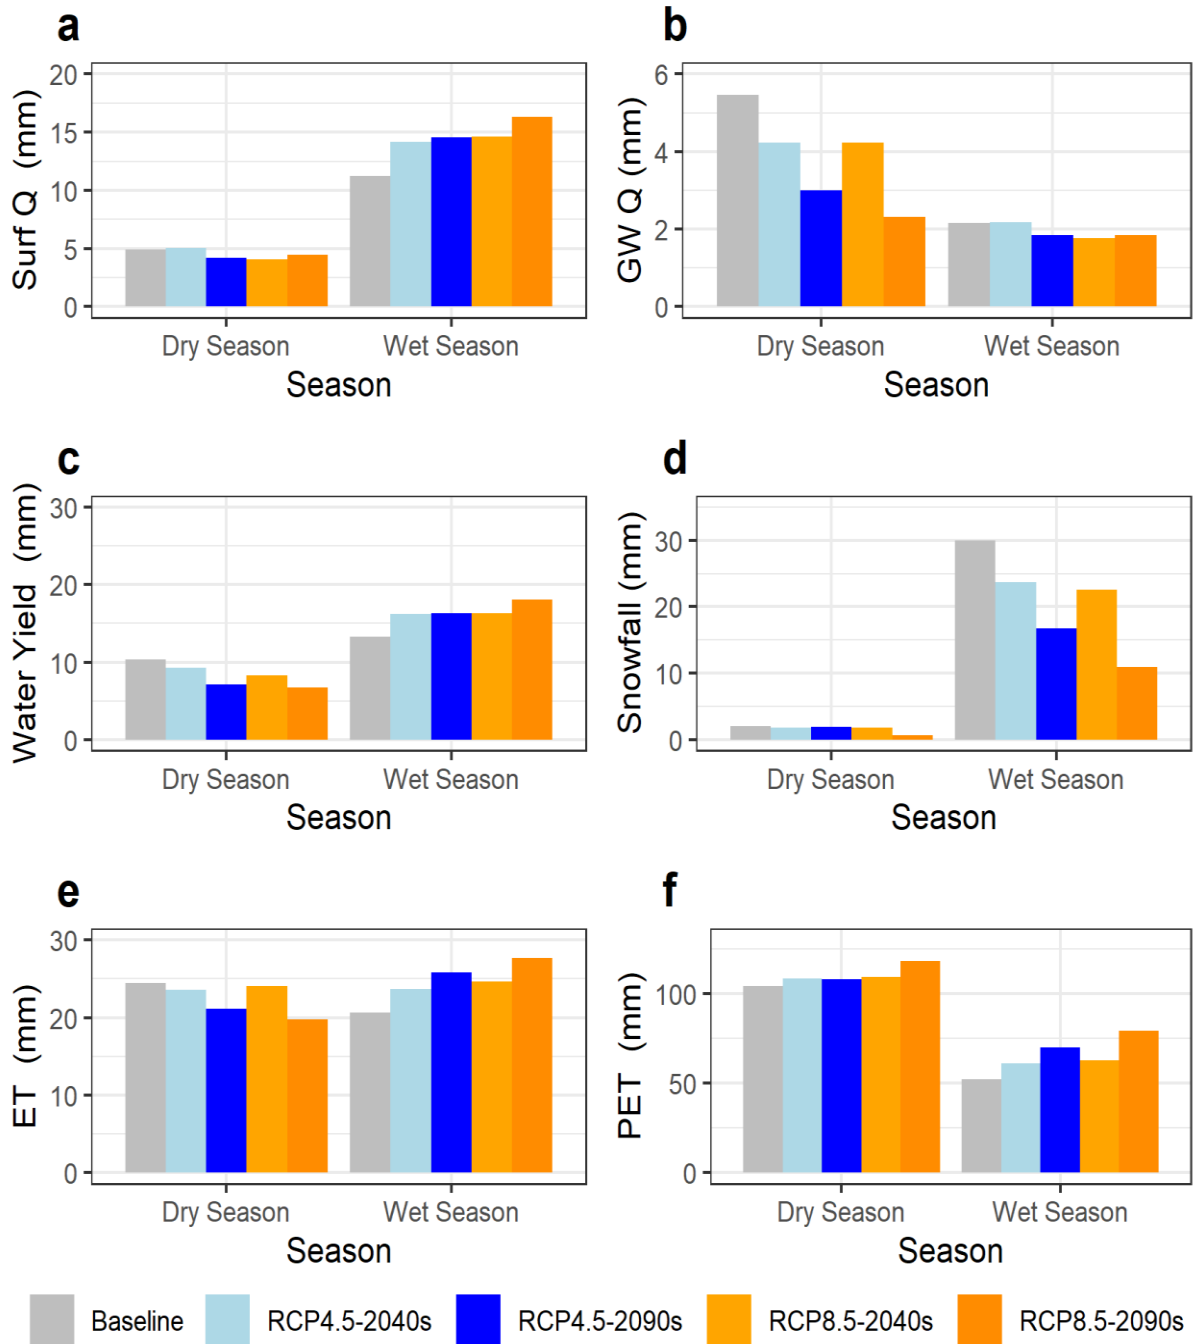 a
Surf Q (mm)
20
15
10
5
0
Dry Season Wet Season
Season
b
GW Q (mm)
6
4
2
0
Dry Season Wet Season
Season
c
Water Yield (mm)
30
20
10
0
Dry Season Wet Season
Season
d
Snowfall (mm)
30
20
10
0
Dry Season Wet Season
Season
e
ET (mm)
30
20
10
0
Dry Season Wet Season
Season
f
PET (mm)
100
50
0
Dry Season Wet Season
Season
Baseline RCP4.5-2040s RCP4.5-2090s RCP8.5-2040s RCP8.5-2090s